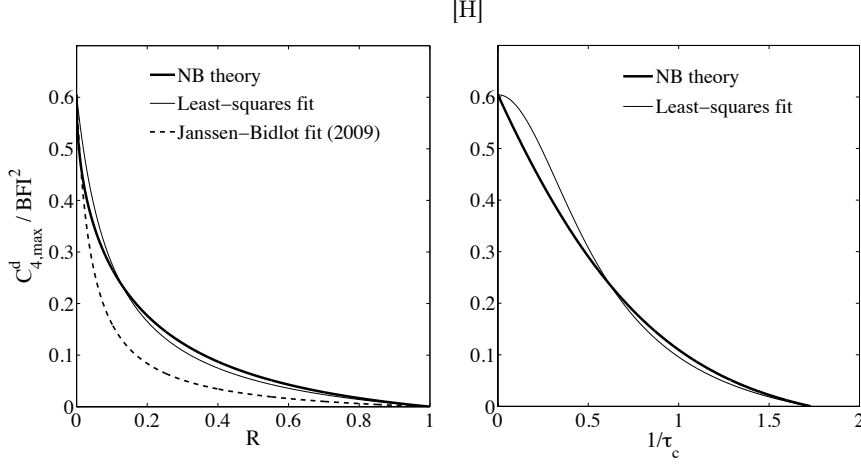 [H]
NB theory
Least−squares fit
Janssen−Bidlot fit (2009)
C^d_4,max / BFI^2
0.6
0.5
0.4
0.3
0.2
0.1
0
0
0.2
0.4
0.6
0.8
1
R
NB theory
Least−squares fit
0.6
0.5
0.4
0.3
0.2
0.1
0
0
0.5
1
1.5
2
1/τ_c